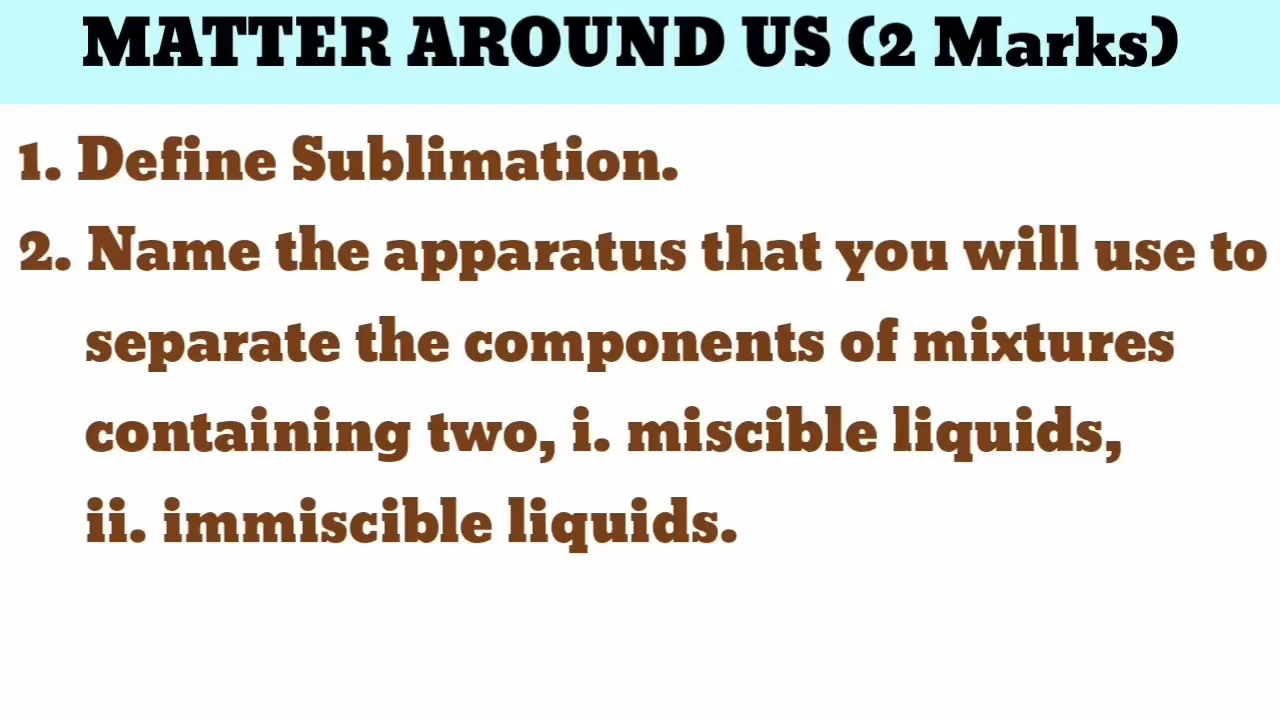 MATTER AROUND US (2 Marks)
1. Define Sublimation.
2. Name the apparatus that you will use to
separate the components of mixtures
containing two, i. miscible liquids,
ii. immiscible liquids.